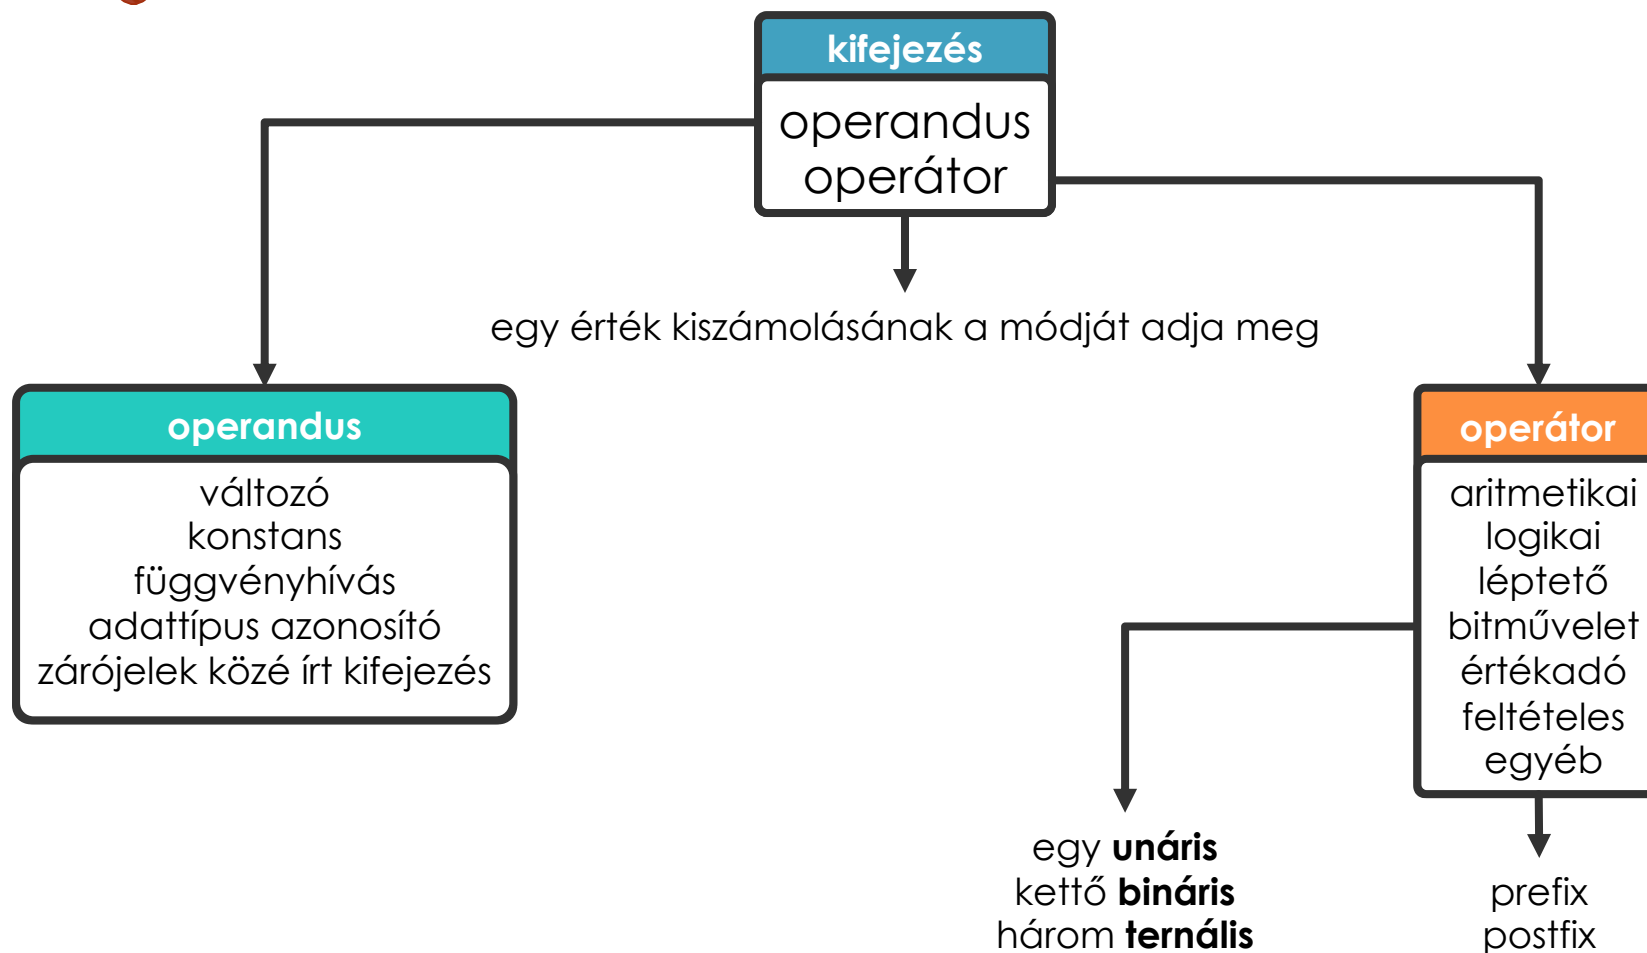 kifejezés
operandus
operátor
egy érték kiszámolásának a módját adja meg
operandus
változó
konstans
függvényhívás
adattípus azonosító
zárójelek közé írt kifejezés
operátor
aritmetikai
logikai
léptető
bitművelet
értékadó
feltételes
egyéb
egy unáris
kettő bináris
három ternális
prefix
postfix